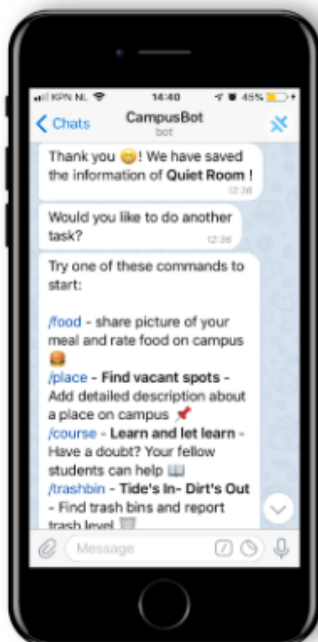 KPN NL 14:40 45%
Chats CampusBot
bot
Thank you 😄! We have saved
the information of Quiet Room !
12:36
Would you like to do another
task?
12:36
Try one of these commands to
start:
/food - share picture of your
meal and rate food on campus
🍔
/place - Find vacant spots -
Add detailed description about
a place on campus 📌
/course - Learn and let learn -
Have a doubt? Your fellow
students can help 📖
/trashbin - Tide's In- Dirt's Out
- Find trash bins and report
trash level 🗑
Message